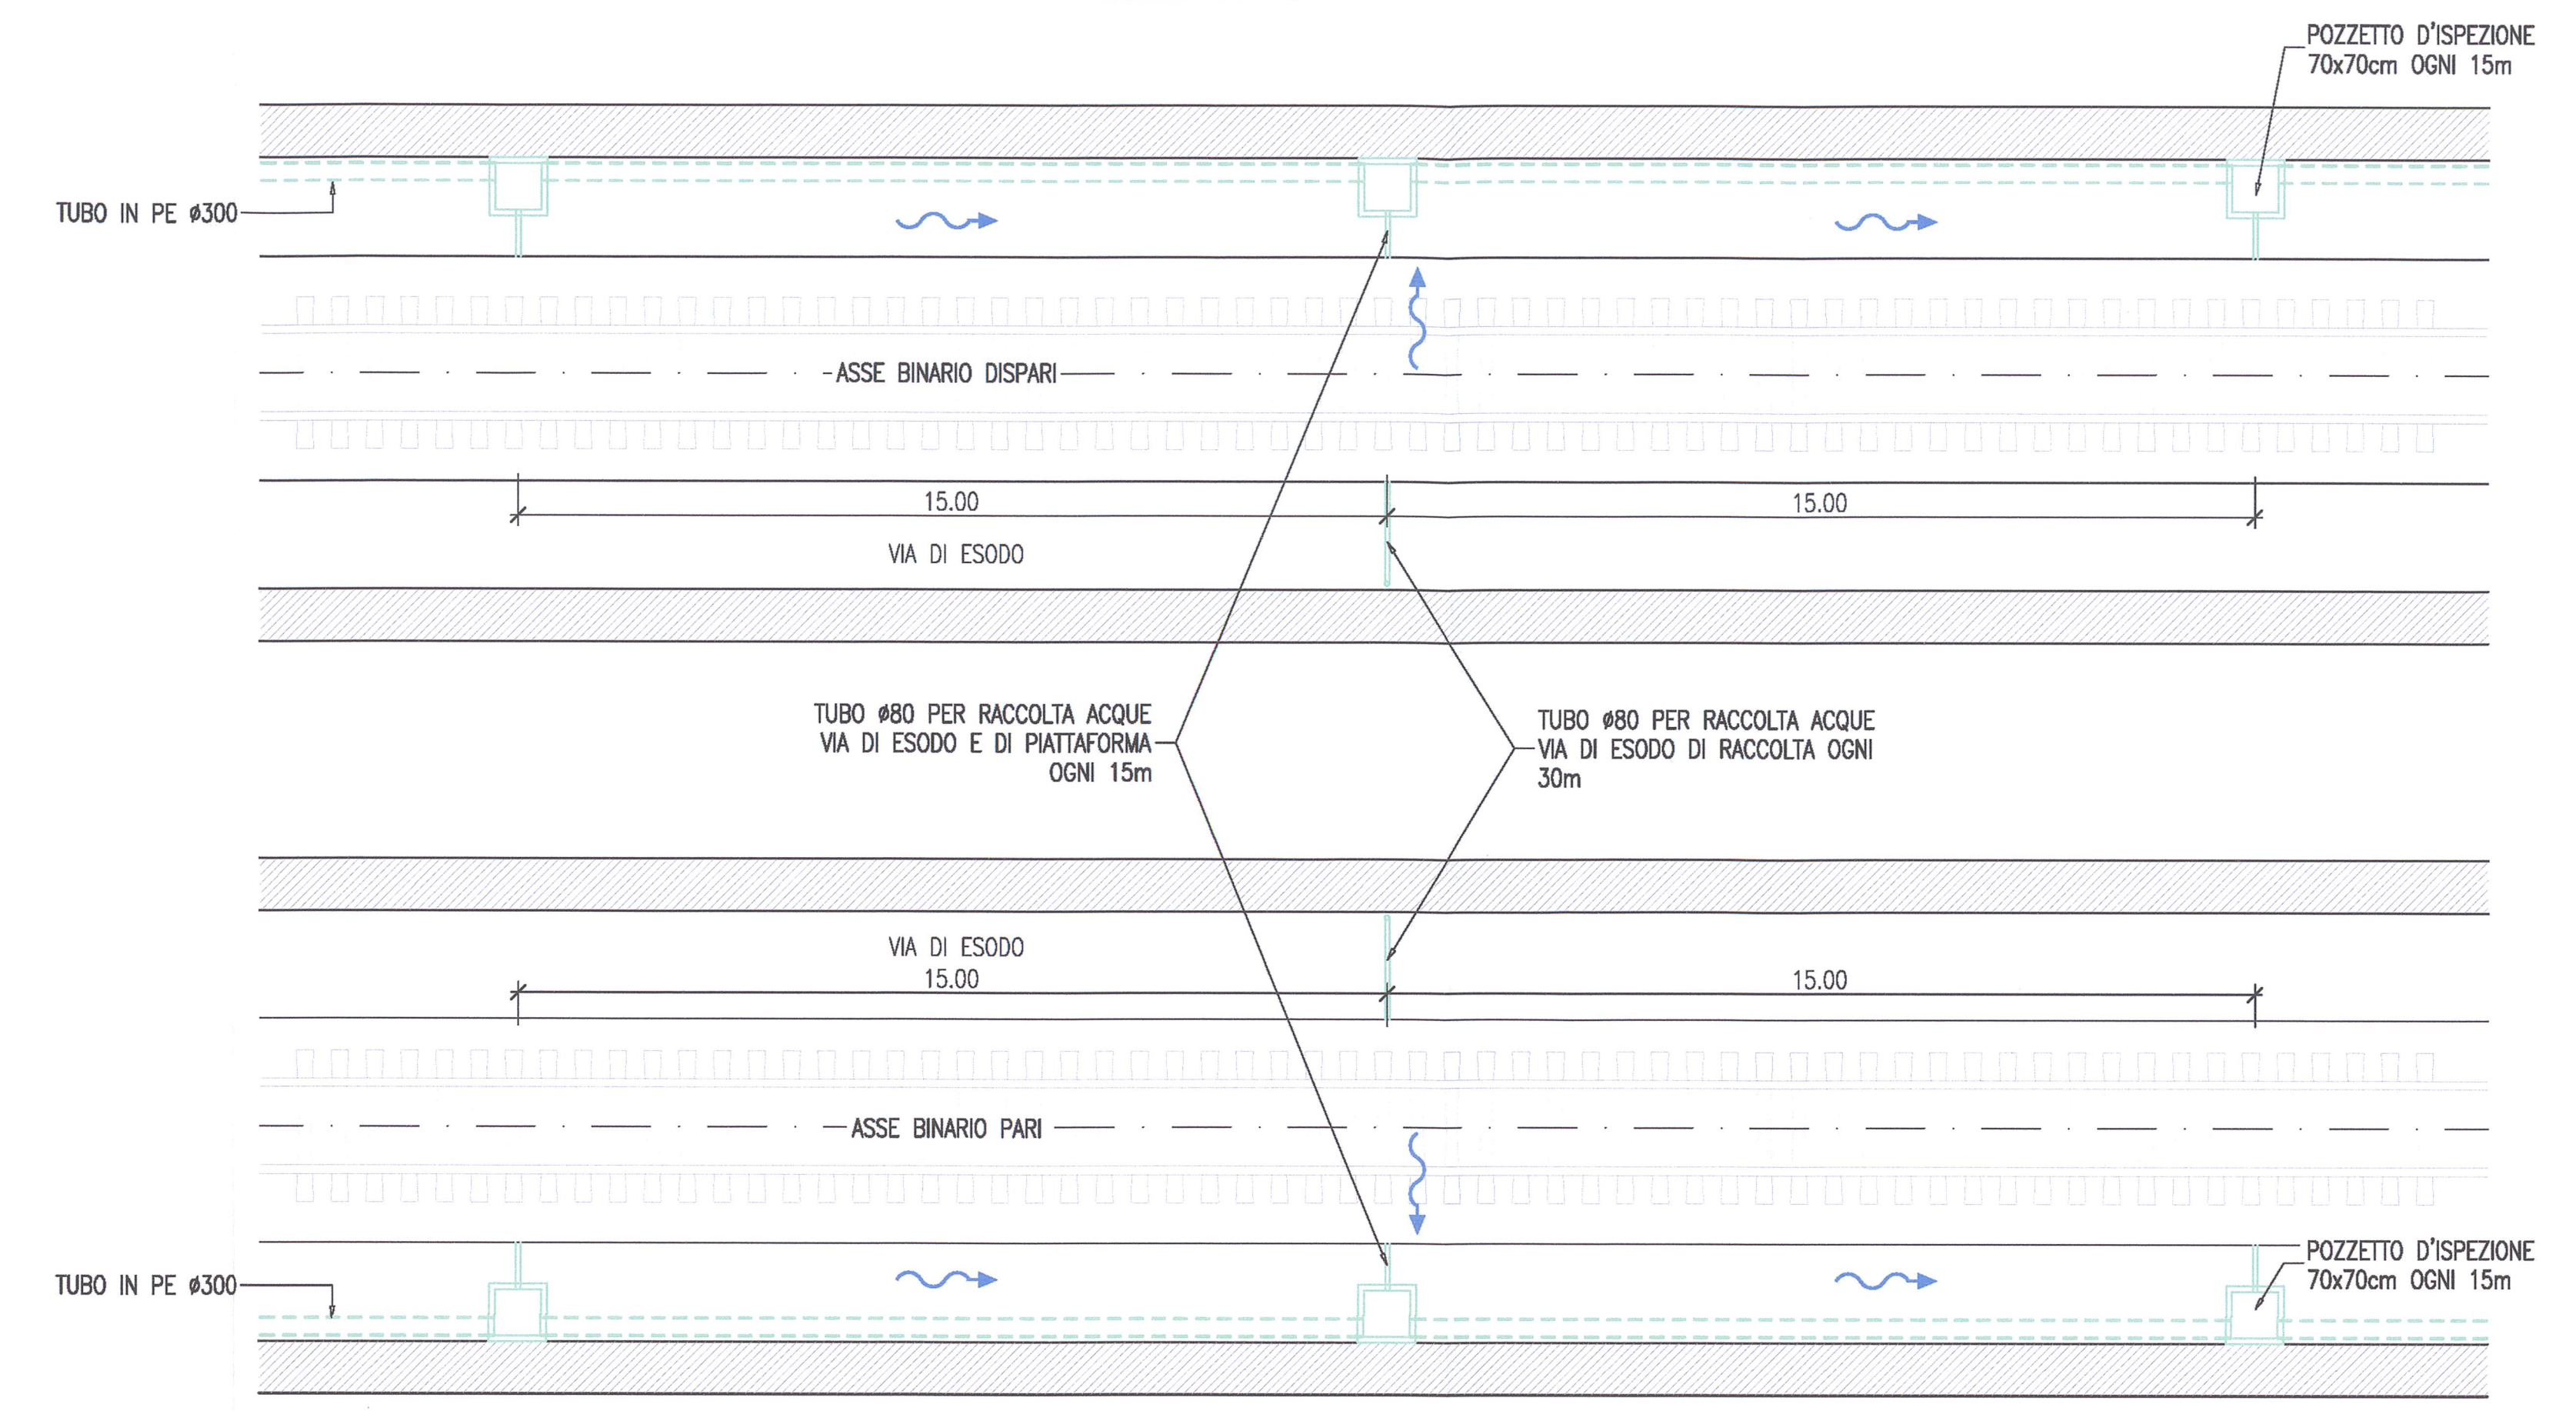 POZZETTO D'ISPEZIONE
70x70cm OGNI 15m
TUBO IN PE ø300
ASSE BINARIO DISPARI
15.00
15.00
VIA DI ESODO
TUBO ø80 PER RACCOLTA ACQUE
VIA DI ESODO E DI PIATTAFORMA
OGNI 15m
TUBO ø80 PER RACCOLTA ACQUE
VIA DI ESODO DI RACCOLTA OGNI
30m
VIA DI ESODO
15.00
15.00
ASSE BINARIO PARI
POZZETTO D'ISPEZIONE
70x70cm OGNI 15m
TUBO IN PE ø300